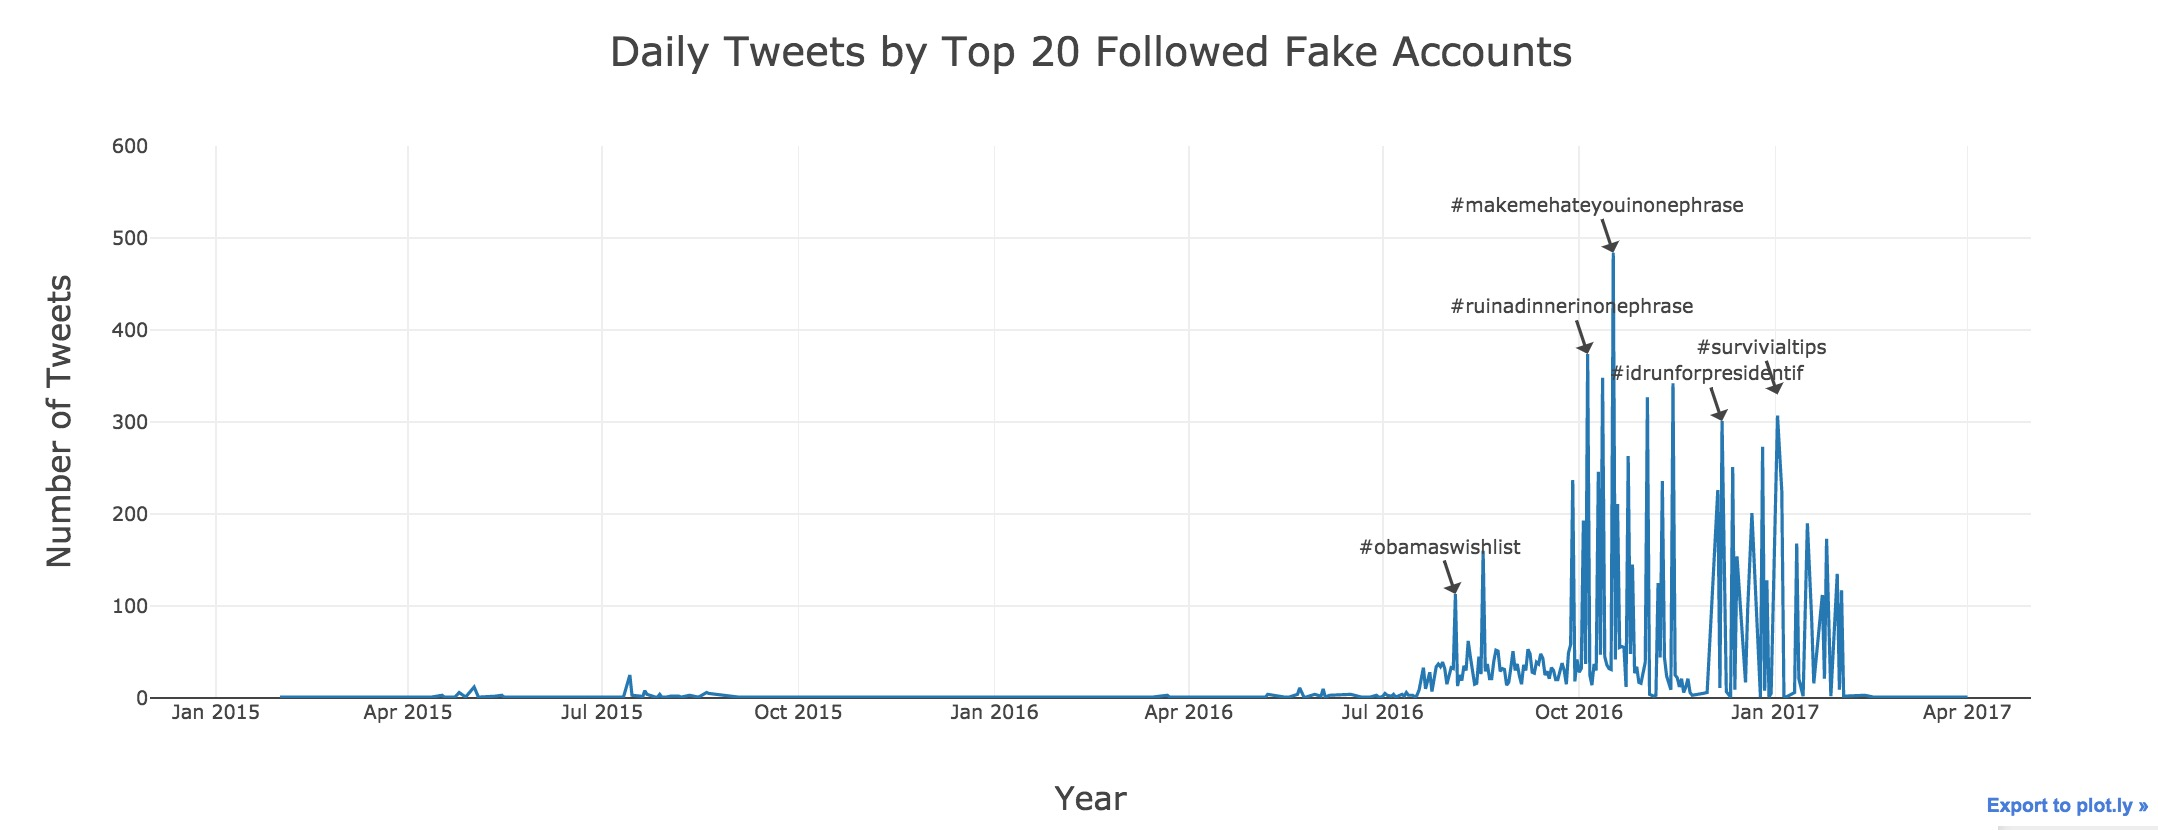 Daily Tweets by Top 20 Followed Fake Accounts
600
500
400
300
200
100
0
Number of Tweets
#makemehateyouinonephrase
#ruinadinnerinonephrase
#survivialtips
#idrunforpresidentif
#obamaswishlist
Jan 2015
Apr 2015
Jul 2015
Oct 2015
Jan 2016
Apr 2016
Jul 2016
Oct 2016
Jan 2017
Apr 2017
Year
Export to plot.ly »